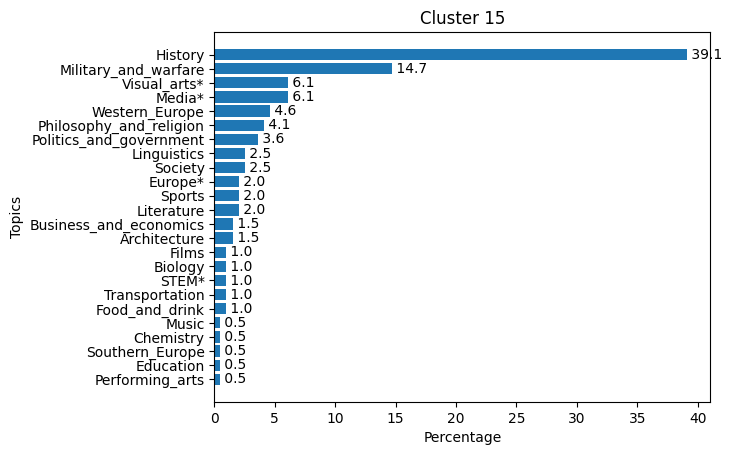 Cluster 15
History 39.1
Military_and_warfare 14.7
Visual_arts* 6.1
Media* 6.1
Western_Europe 4.6
Philosophy_and_religion 4.1
Politics_and_government 3.6
Linguistics 2.5
Society 2.5
Europe* 2.0
Sports 2.0
Literature 2.0
Business_and_economics 1.5
Architecture 1.5
Films 1.0
Biology 1.0
STEM* 1.0
Transportation 1.0
Food_and_drink 1.0
Music 0.5
Chemistry 0.5
Southern_Europe 0.5
Education 0.5
Performing_arts 0.5
Topics
0 5 10 15 20 25 30 35 40
Percentage